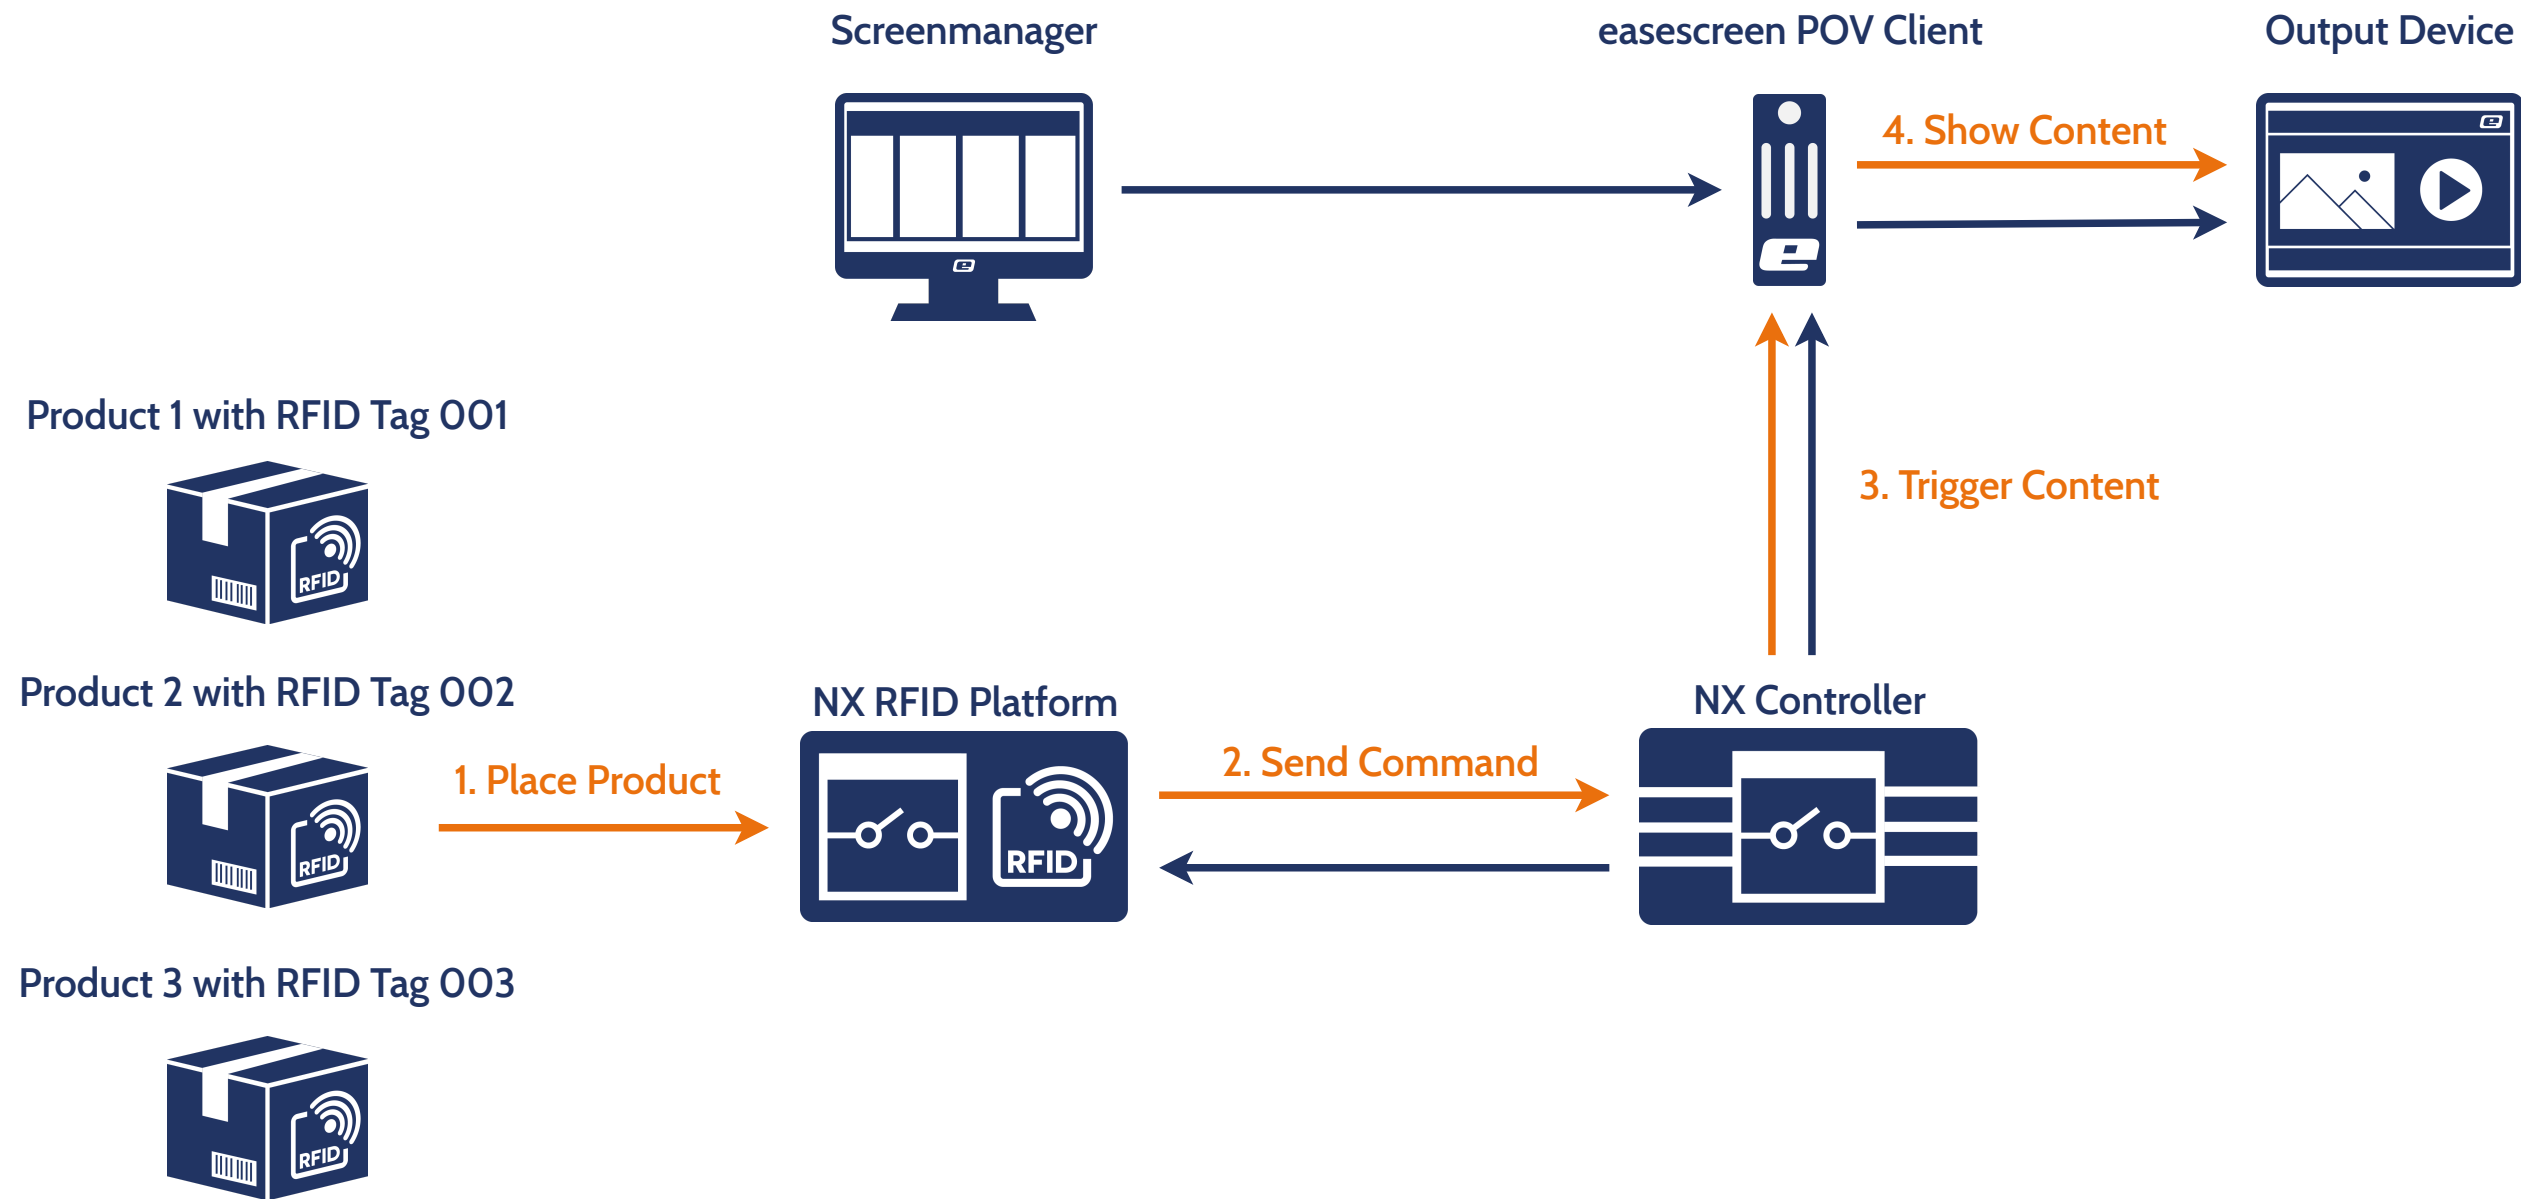 Screenmanager
easescreen POV Client
Output Device
4. Show Content
Product 1 with RFID Tag 001
RFID
3. Trigger Content
Product 2 with RFID Tag 002
RFID
1. Place Product
NX RFID Platform
RFID
2. Send Command
NX Controller
Product 3 with RFID Tag 003
RFID
e
e
e